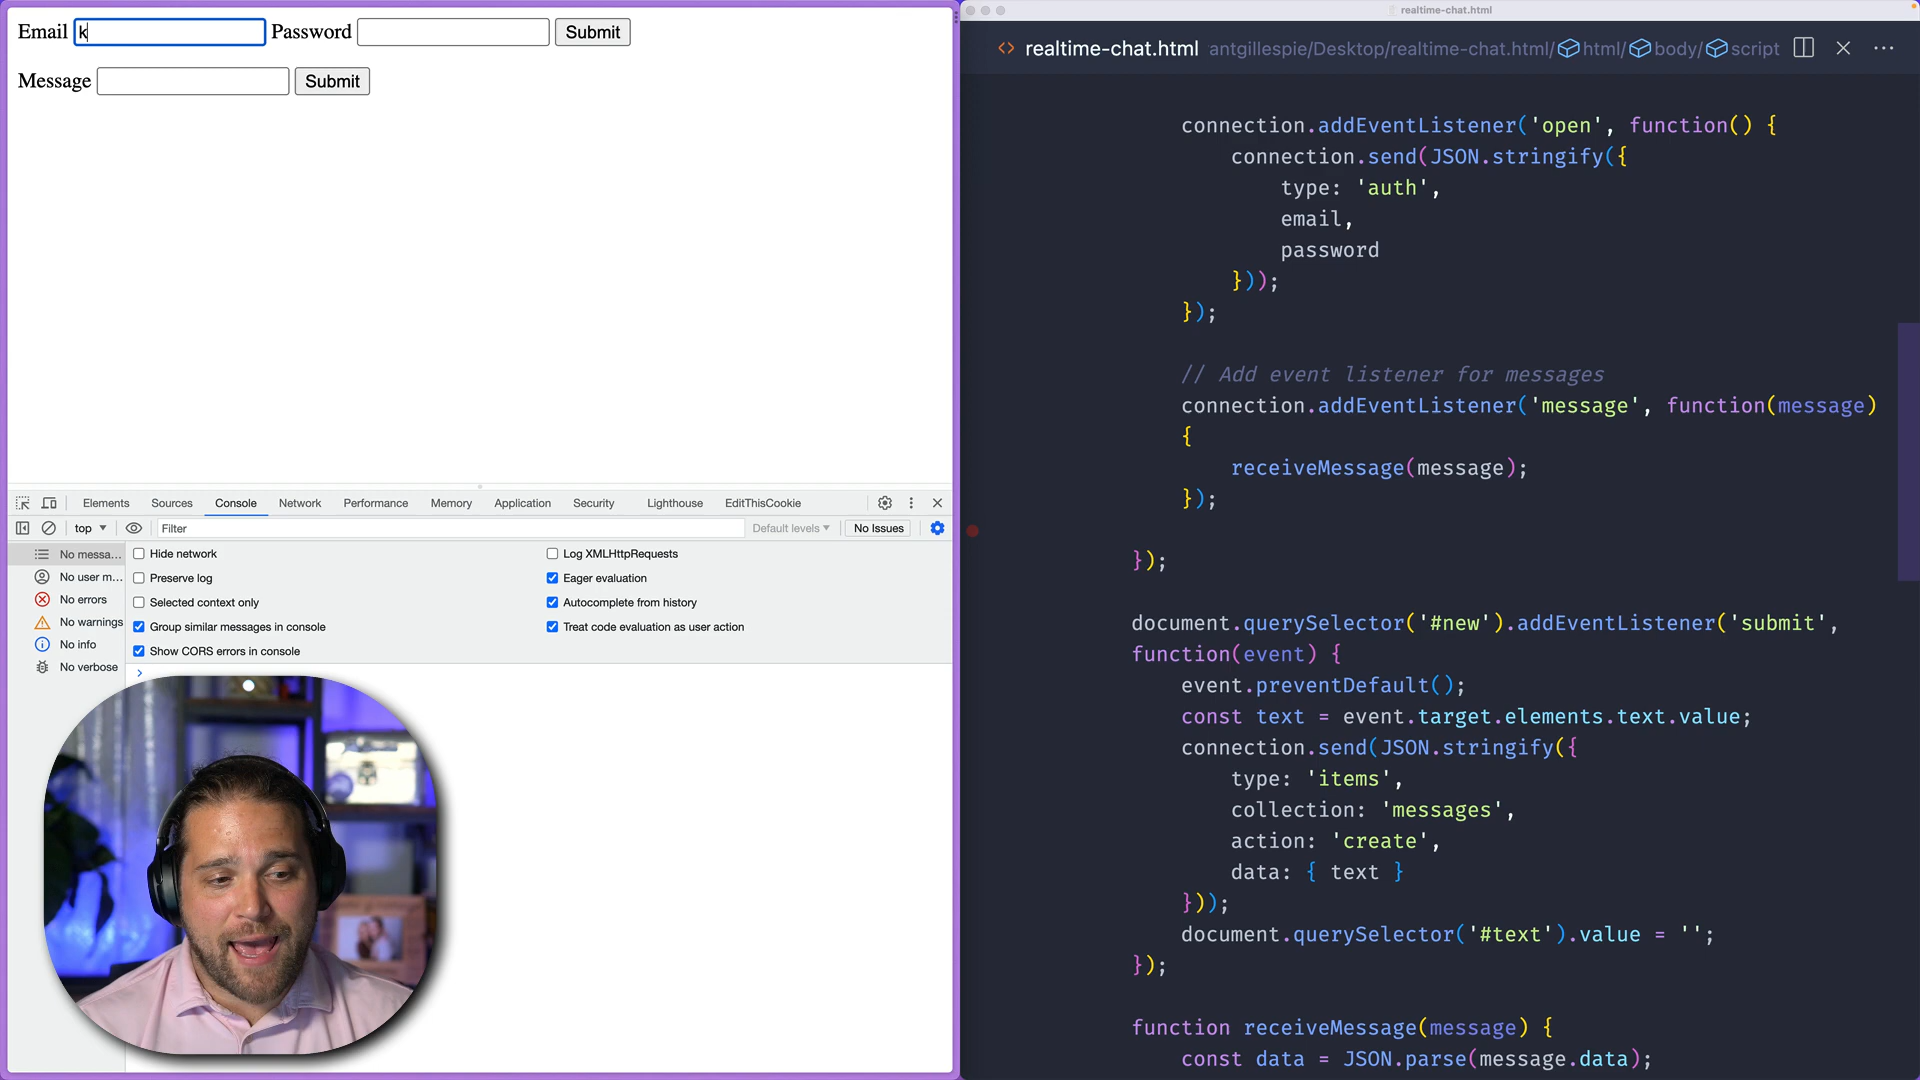 Email k Password Submit
Message Submit
Elements Sources Console Network Performance Memory Application Security Lighthouse EditThisCookie
top Filter Default levels No Issues
No messa... Hide network Log XMLHttpRequests
No user m... Preserve log Eager evaluation
No errors Selected context only Autocomplete from history
No warnings Group similar messages in console Treat code evaluation as user action
No info Show CORS errors in console
No verbose
>
realtime-chat.html
<> realtime-chat.html antgillespie/Desktop/realtime-chat.html/ html/ body/ script
connection.addEventListener('open', function() {
connection.send(JSON.stringify({
type: 'auth',
email,
password
}));
});
// Add event listener for messages
connection.addEventListener('message', function(message)
{
receiveMessage(message);
});
});
document.querySelector('#new').addEventListener('submit',
function(event) {
event.preventDefault();
const text = event.target.elements.text.value;
connection.send(JSON.stringify({
type: 'items',
collection: 'messages',
action: 'create',
data: { text }
}));
document.querySelector('#text').value = '';
});
function receiveMessage(message) {
const data = JSON.parse(message.data);